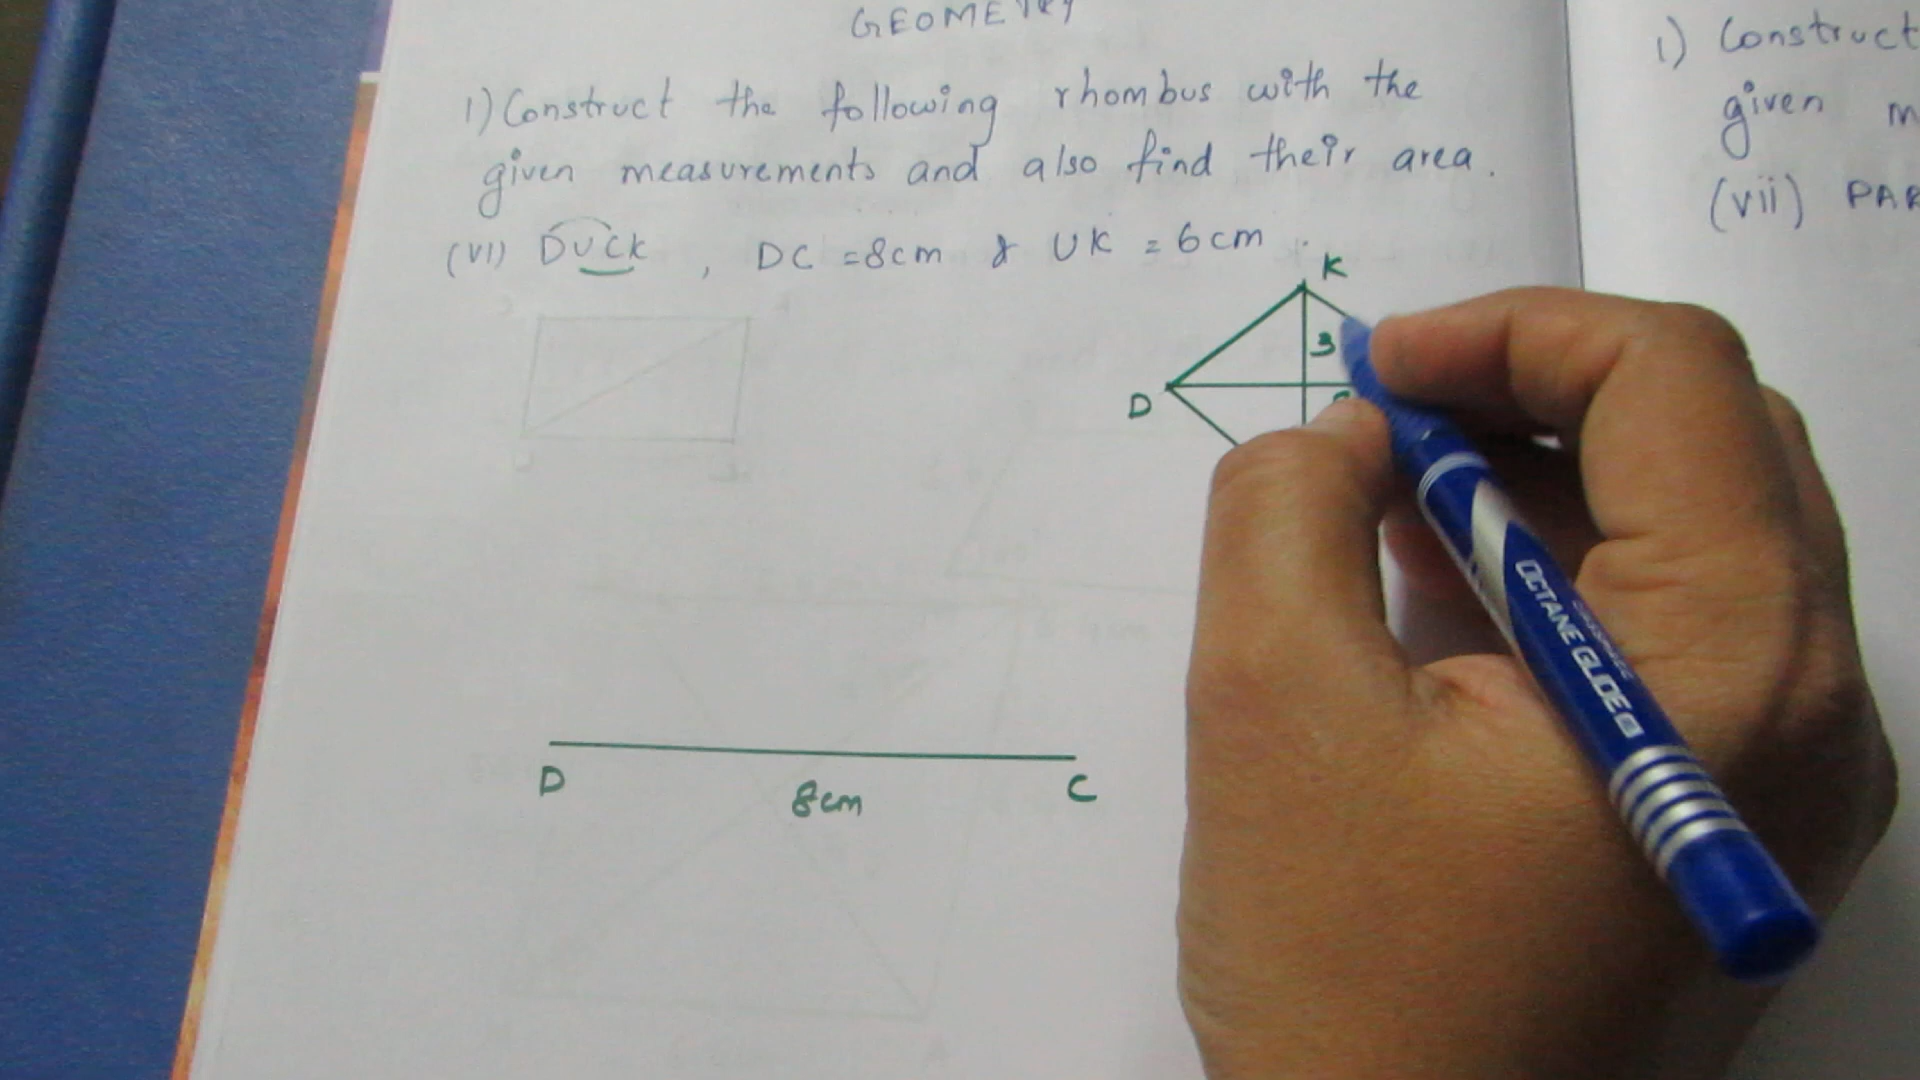 GEOMETRY
1) Construct the following rhombus with the
given measurements and also find their area.
(VI) DUCK, DC = 8cm & UK = 6cm.
K
3
D
D
8cm
C
1) Construct
given m
(vii) PAR
OCTANE GLIDE